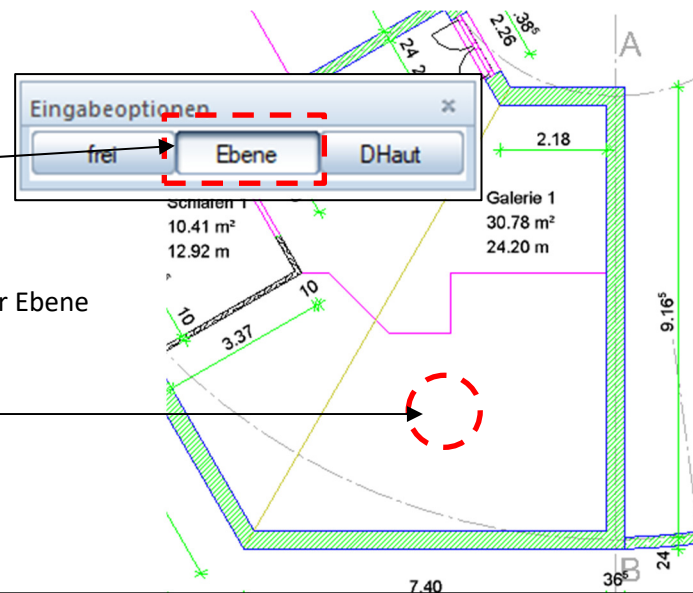 .38⁵
2.26
24
2
A
Eingabeoptionen
frei
Ebene
DHaut
2.18
Schlafen 1
10.41 m²
12.92 m
Galerie 1
30.78 m²
24.20 m
r Ebene
10
10
3.37
9.16⁵
24
7.40
36⁵
B